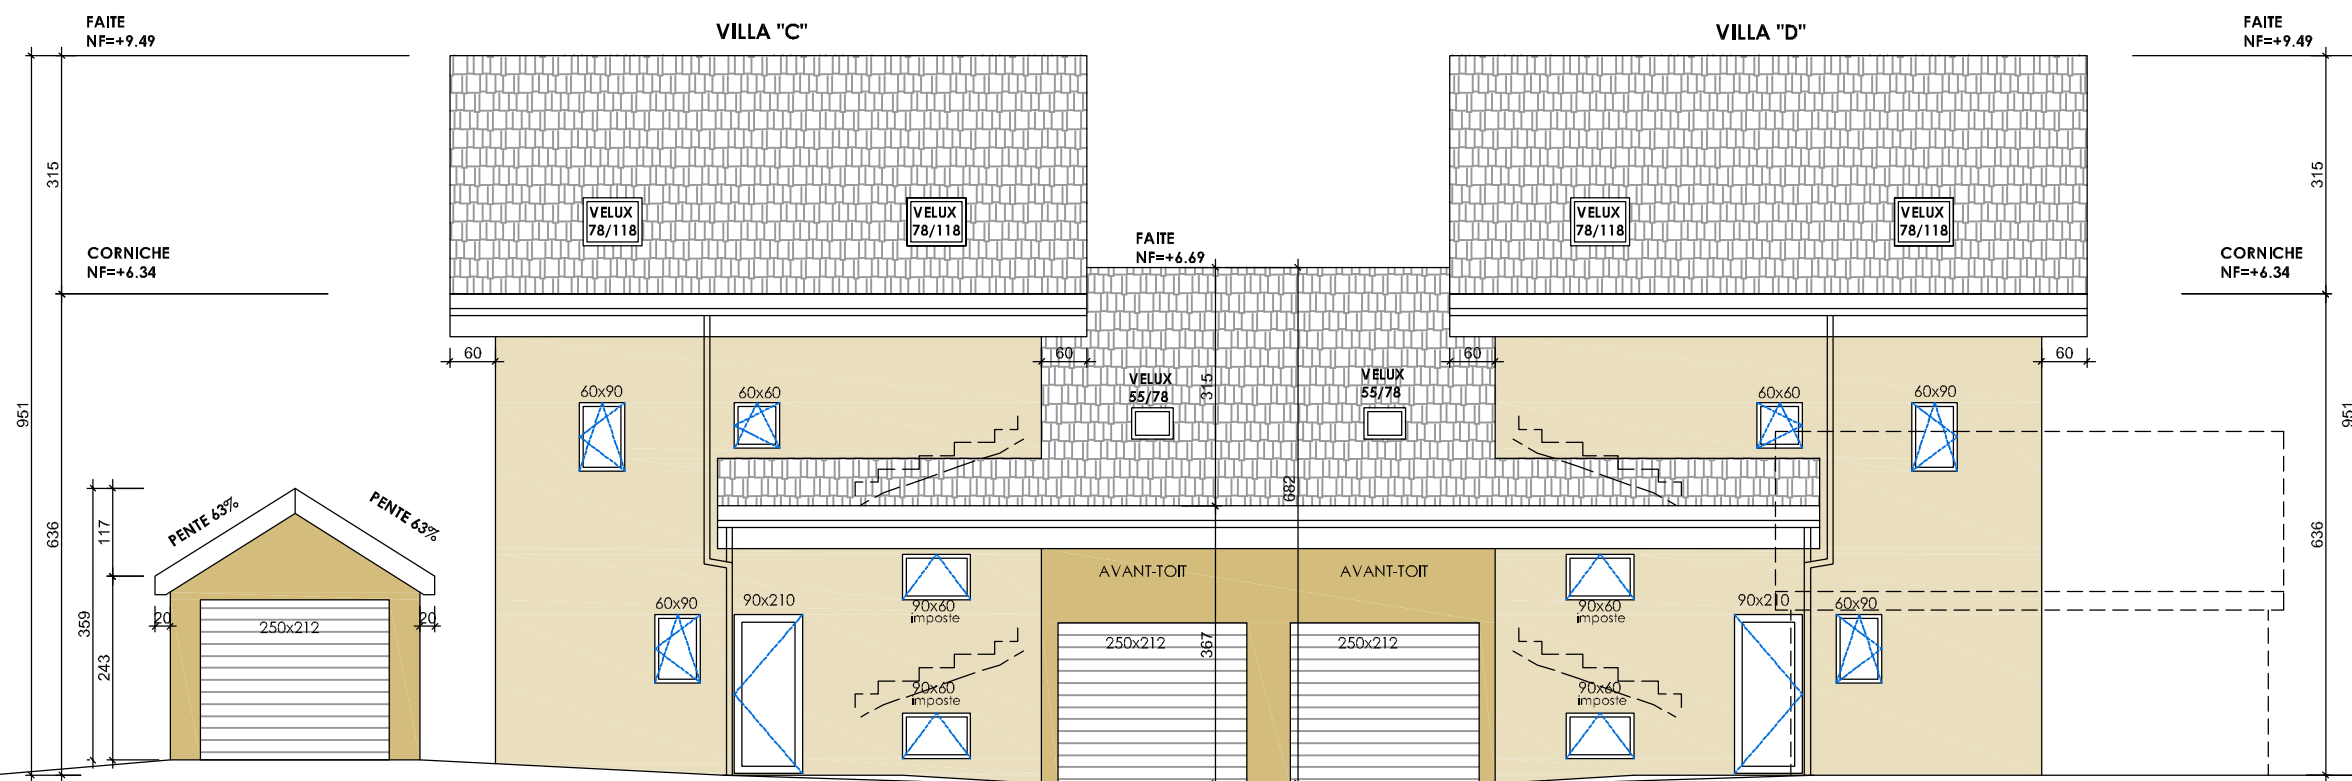 FAITE
NF=+9.49
VILLA "C"
VILLA "D"
FAITE
NF=+9.49
315
315
VELUX
78/118
VELUX
78/118
VELUX
78/118
VELUX
78/118
FAITE
NF=+6.69
CORNICHE
NF=+6.34
CORNICHE
NF=+6.34
60
60
60
60
60x90
60x60
VELUX
55/78
315
VELUX
55/78
60x60
60x90
951
951
682
PENTE 63%
PENTE 63%
117
636
636
359
243
20
20
250x212
60x90
90x210
90x60
imposte
90x60
imposte
AVANT-TOIT
AVANT-TOIT
250x212
367
250x212
90x60
imposte
90x60
imposte
90x210
60x90